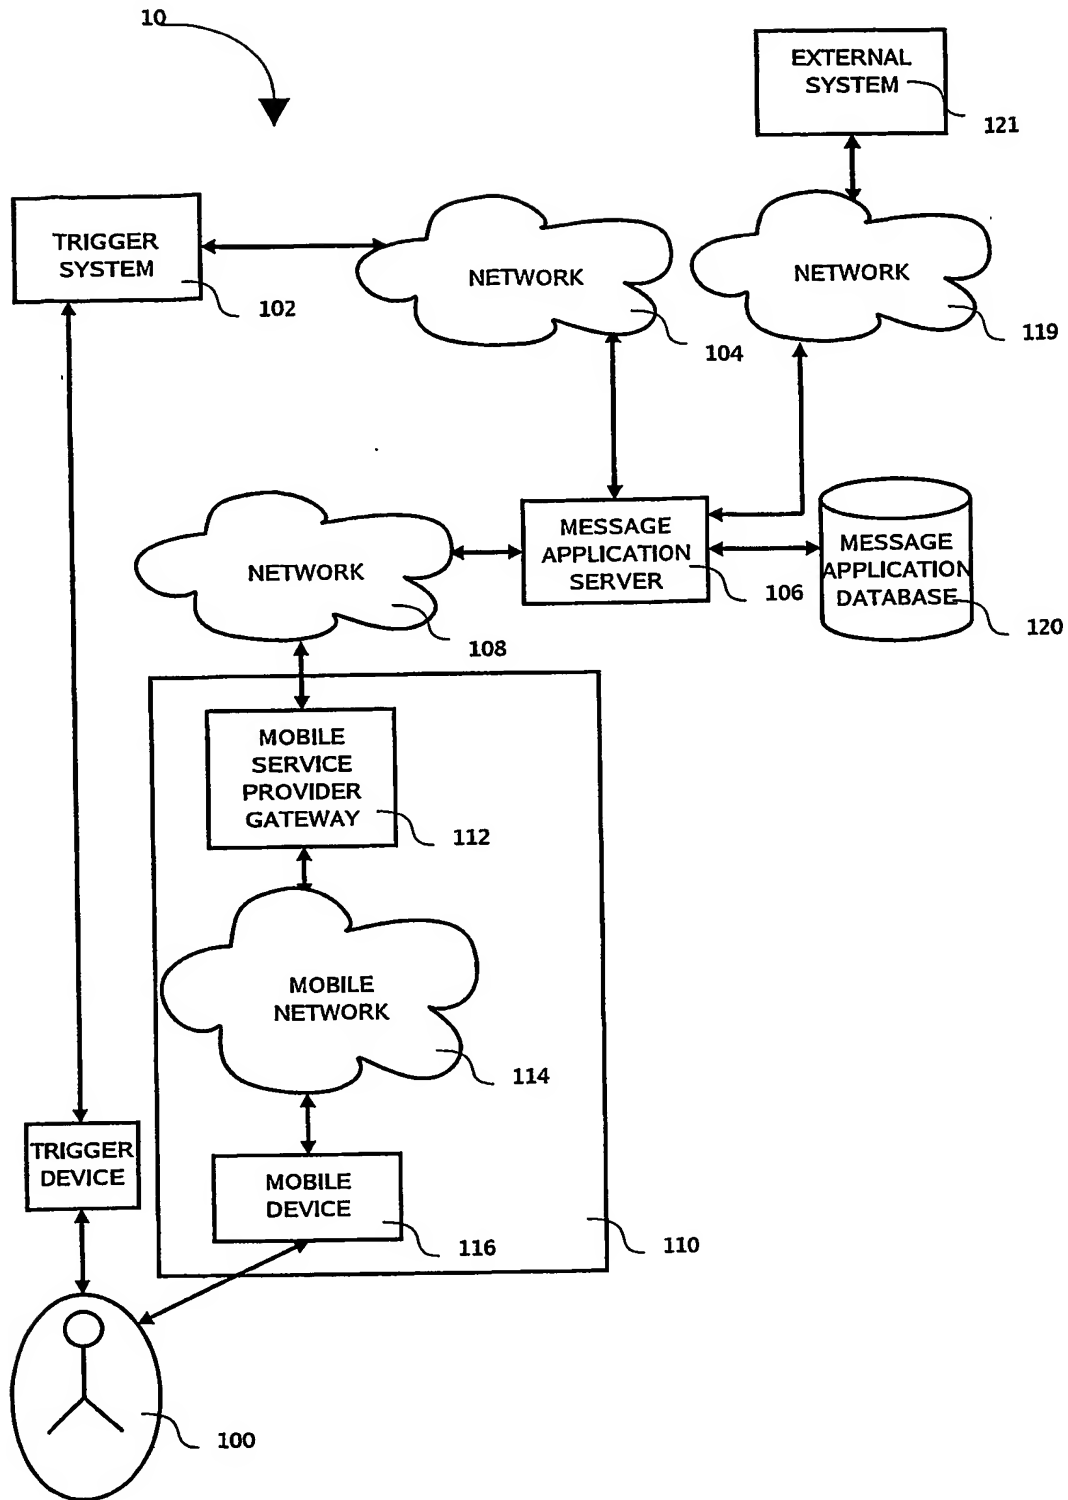 10
EXTERNAL
SYSTEM
121
TRIGGER
SYSTEM
102
NETWORK
104
NETWORK
119
MESSAGE
APPLICATION
SERVER
106
MESSAGE
APPLICATION
DATABASE
120
NETWORK
108
MOBILE
SERVICE
PROVIDER
GATEWAY
112
MOBILE
NETWORK
114
TRIGGER
DEVICE
MOBILE
DEVICE
116
110
100